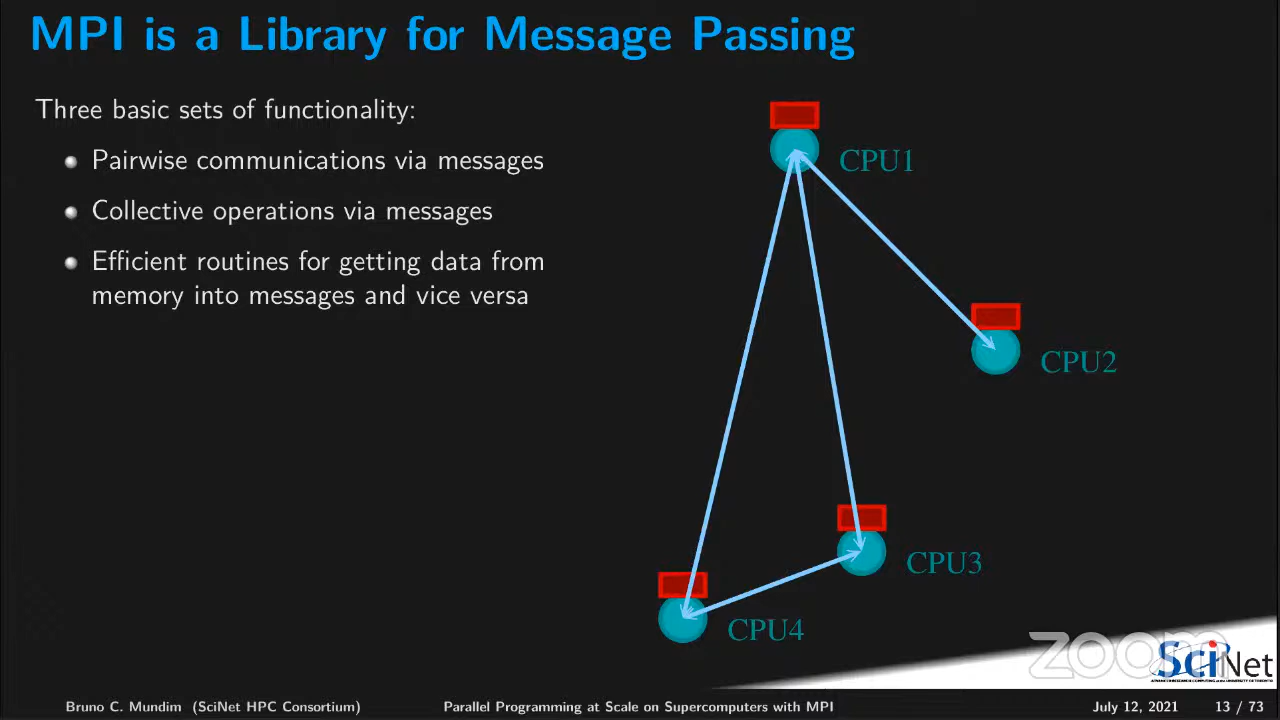 MPI is a Library for Message Passing
Three basic sets of functionality:
Pairwise communications via messages
Collective operations via messages
Efficient routines for getting data from
memory into messages and vice versa
CPU1
CPU2
CPU3
CPU4
zoom
SciNet
Bruno C. Mundim (SciNet HPC Consortium)
Parallel Programming at Scale on Supercomputers with MPI
July 12, 2021
13 / 73